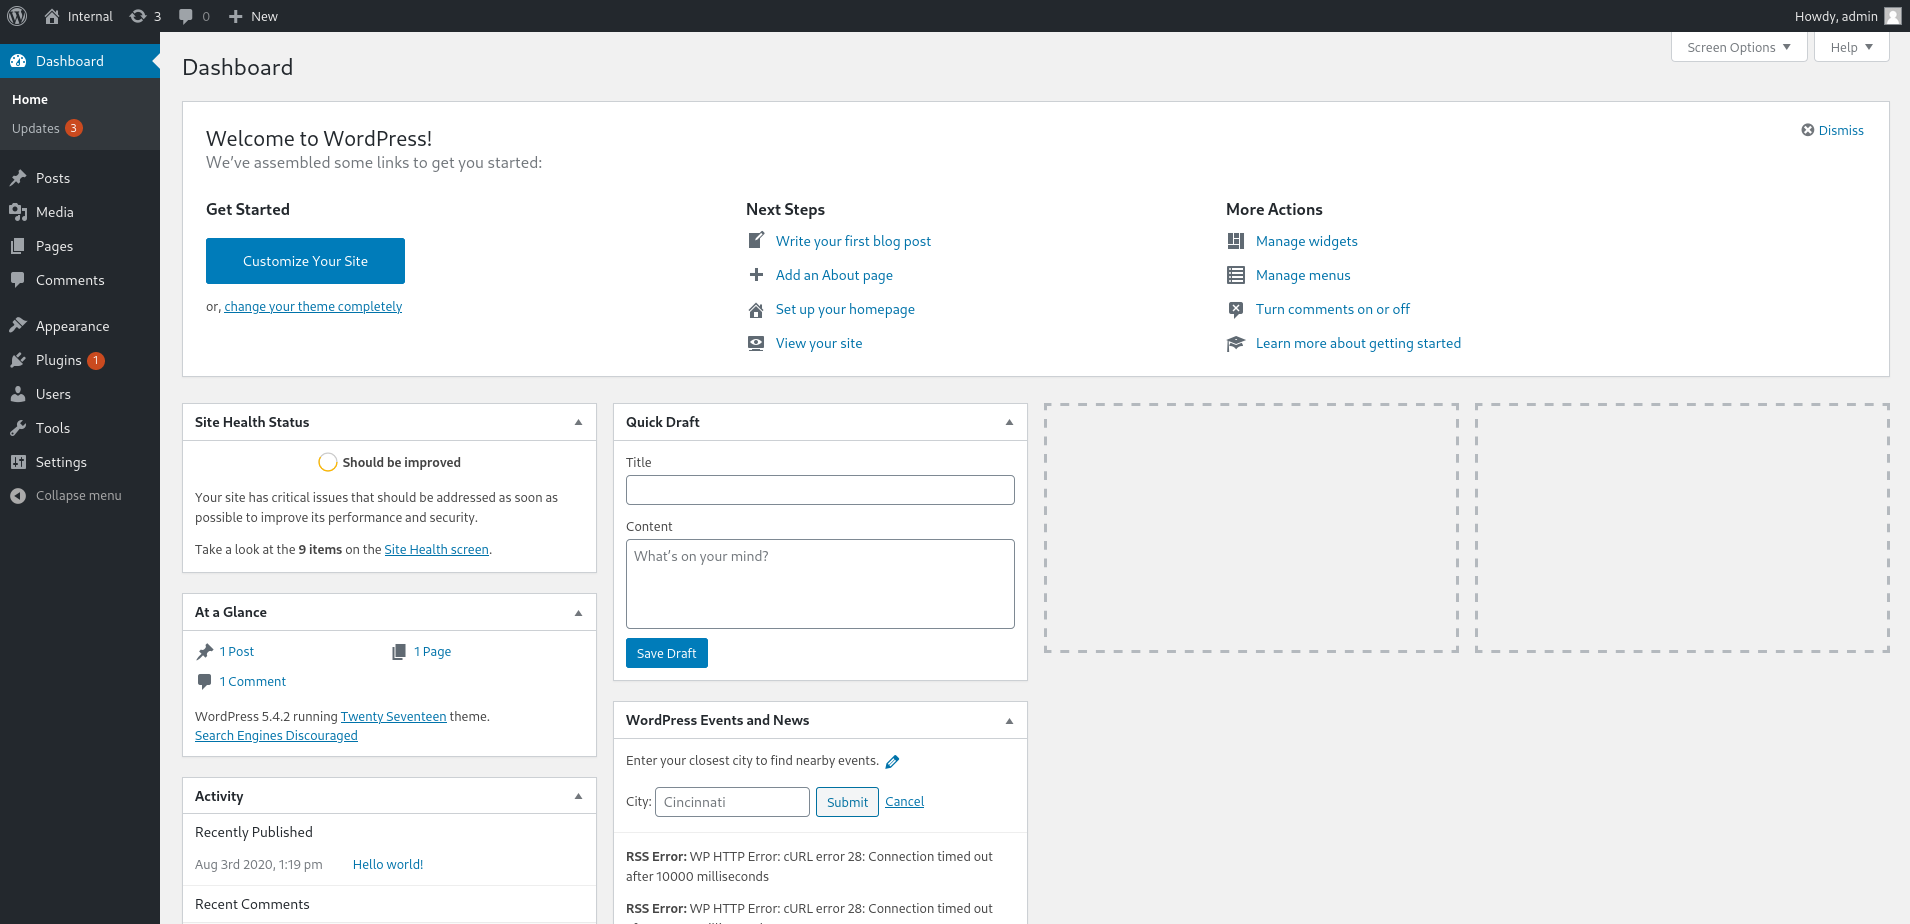 Internal
3
0
New
Howdy, admin
Dashboard
Home
Updates 3
Posts
Media
Pages
Comments
Appearance
Plugins 1
Users
Tools
Settings
Collapse menu
Screen Options
Help
Dashboard
Welcome to WordPress!
We've assembled some links to get you started:
Dismiss
Get Started
Customize Your Site
or, change your theme completely
Next Steps
Write your first blog post
Add an About page
Set up your homepage
View your site
More Actions
Manage widgets
Manage menus
Turn comments on or off
Learn more about getting started
Site Health Status
Should be improved
Your site has critical issues that should be addressed as soon as
possible to improve its performance and security.
Take a look at the 9 items on the Site Health screen.
At a Glance
1 Post
1 Page
1 Comment
WordPress 5.4.2 running Twenty Seventeen theme.
Search Engines Discouraged
Activity
Recently Published
Aug 3rd 2020, 1:19 pm Hello world!
Recent Comments
Quick Draft
Title
Content
What's on your mind?
Save Draft
WordPress Events and News
Enter your closest city to find nearby events.
City: Cincinnati Submit Cancel
RSS Error: WP HTTP Error: cURL error 28: Connection timed out
after 10000 milliseconds
RSS Error: WP HTTP Error: cURL error 28: Connection timed out